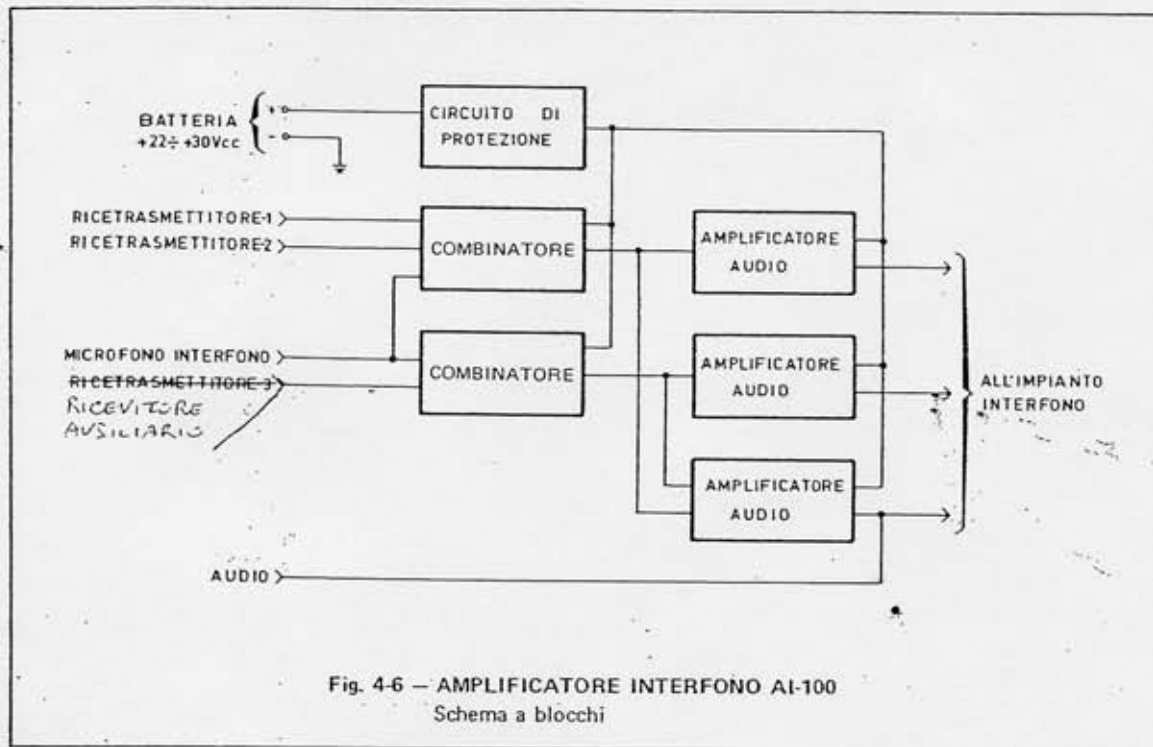 BATTERIA
+22÷ +30Vcc
+
-
CIRCUITO DI
PROTEZIONE
RICETRASMETTITORE-1
RICETRASMETTITORE-2
COMBINATORE
AMPLIFICATORE
AUDIO
MICROFONO INTERFONO
RICETRASMETTITORE-3
RICEVITORE
AUSILIARIO
COMBINATORE
AMPLIFICATORE
AUDIO
ALL'IMPIANTO
INTERFONO
AMPLIFICATORE
AUDIO
AUDIO
Fig. 4-6 — AMPLIFICATORE INTERFONO AI-100
Schema a blocchi